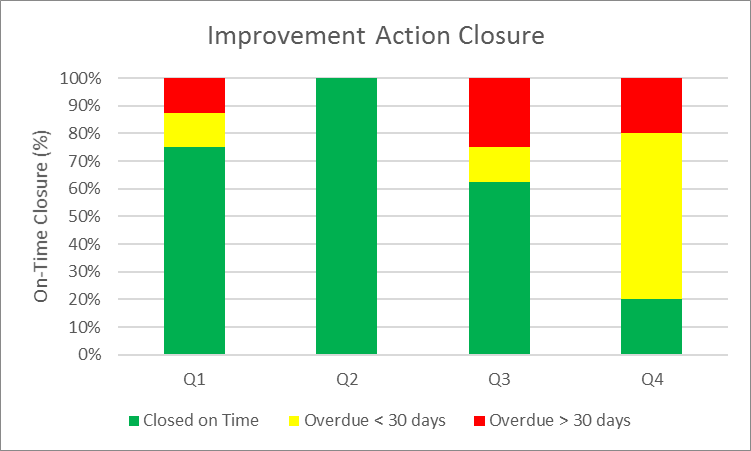 Improvement Action Closure
On-Time Closure (%)
100%
90%
80%
70%
60%
50%
40%
30%
20%
10%
0%
Q1 Q2 Q3 Q4
Closed on Time Overdue < 30 days Overdue > 30 days